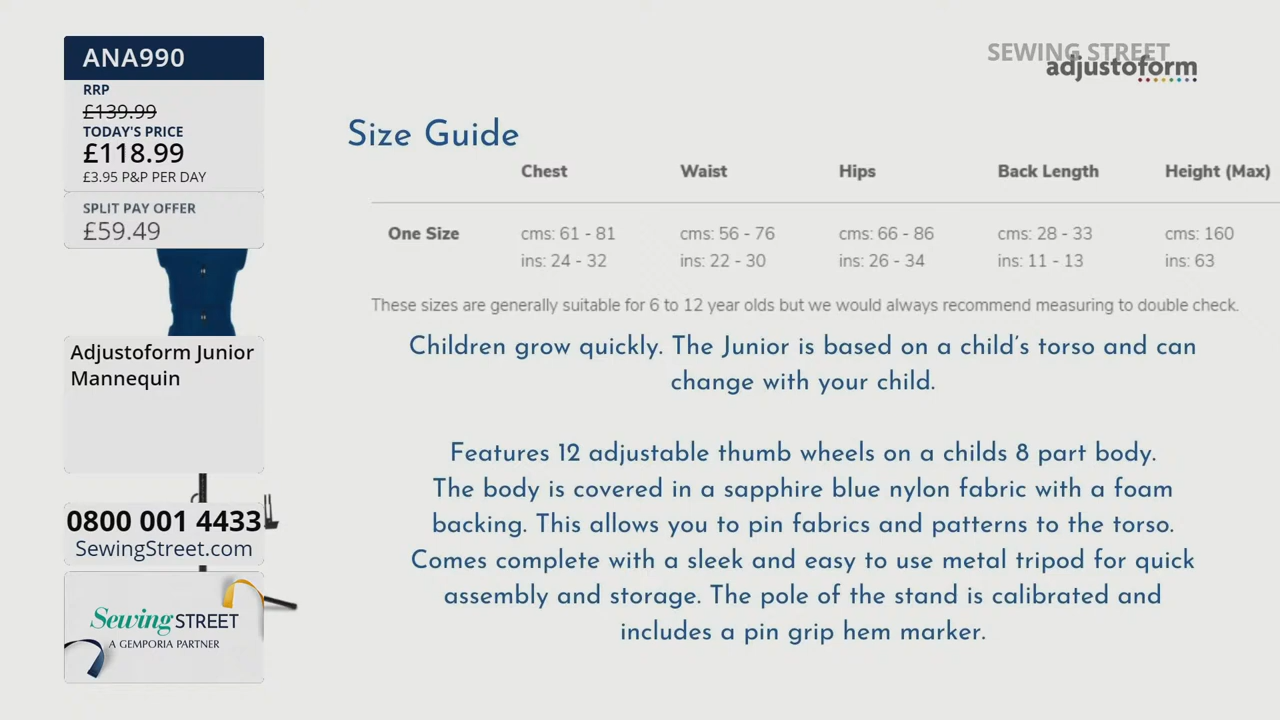 ANA990
RRP
£139.99
TODAY'S PRICE
£118.99
£3.95 P&P PER DAY
SPLIT PAY OFFER
£59.49
Adjustoform Junior
Mannequin
0800 001 4433
SewingStreet.com
Sewing STREET
A GEMPORIA PARTNER
SEWING STREET
adjustoform
Size Guide
Chest Waist Hips Back Length Height (Max)
One Size cms: 61 - 81 cms: 56 - 76 cms: 66 - 86 cms: 28 - 33 cms: 160
ins: 24 - 32 ins: 22 - 30 ins: 26 - 34 ins: 11 - 13 ins: 63
These sizes are generally suitable for 6 to 12 year olds but we would always recommend measuring to double check.
Children grow quickly. The Junior is based on a child's torso and can
change with your child.
Features 12 adjustable thumb wheels on a childs 8 part body.
The body is covered in a sapphire blue nylon fabric with a foam
backing. This allows you to pin fabrics and patterns to the torso.
Comes complete with a sleek and easy to use metal tripod for quick
assembly and storage. The pole of the stand is calibrated and
includes a pin grip hem marker.